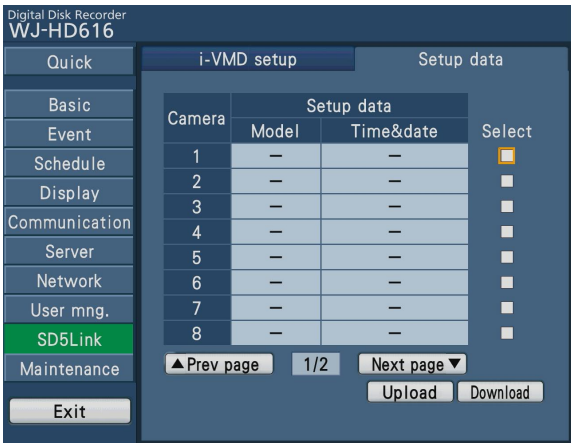 Digital Disk Recorder
WJ-HD616
Quick
Basic
Event
Schedule
Display
Communication
Server
Network
User mng.
SD5Link
Maintenance
Exit
i-VMD setup
Setup data
Camera
Setup data
Model
Time&date
Select
1 – –
2 – –
3 – –
4 – –
5 – –
6 – –
7 – –
8 – –
▲Prev page 1/2 Next page▼
Upload Download